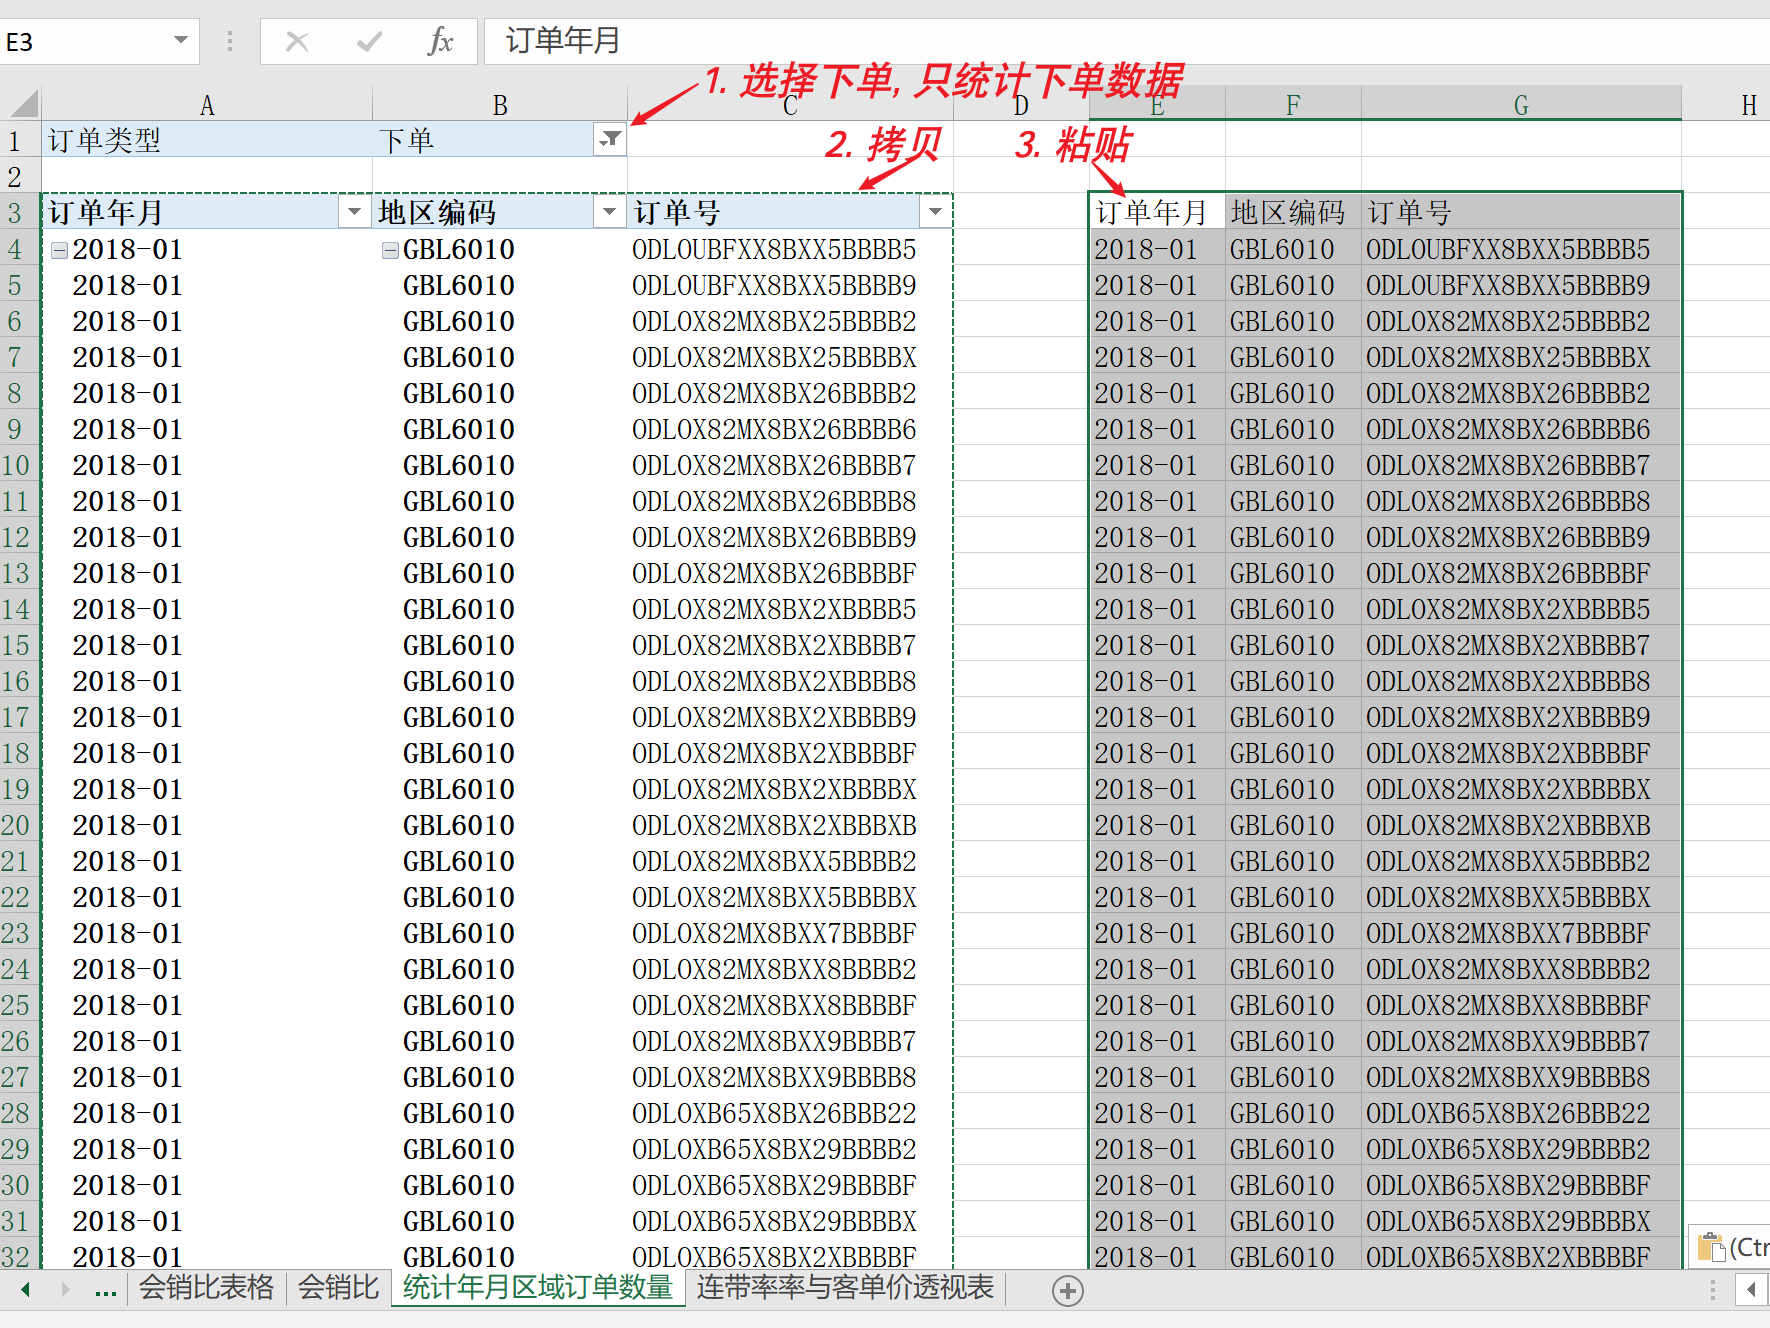 E3 fx 订单年月
1. 选择下单, 只统计下单数据
A B C D E F G H
2. 拷贝 3. 粘贴
1 订单类型 下单
2
3 订单年月 地区编码 订单号 订单年月 地区编码 订单号
4 2018-01 GBL6010 ODLOUBFXX8BXX5BBBB5 2018-01 GBL6010 ODLOUBFXX8BXX5BBBB5
5 2018-01 GBL6010 ODLOUBFXX8BXX5BBBB9 2018-01 GBL6010 ODLOUBFXX8BXX5BBBB9
6 2018-01 GBL6010 ODLOX82MX8BX25BBBB2 2018-01 GBL6010 ODLOX82MX8BX25BBBB2
7 2018-01 GBL6010 ODLOX82MX8BX25BBBBX 2018-01 GBL6010 ODLOX82MX8BX25BBBBX
8 2018-01 GBL6010 ODLOX82MX8BX26BBBB2 2018-01 GBL6010 ODLOX82MX8BX26BBBB2
9 2018-01 GBL6010 ODLOX82MX8BX26BBBB6 2018-01 GBL6010 ODLOX82MX8BX26BBBB6
10 2018-01 GBL6010 ODLOX82MX8BX26BBBB7 2018-01 GBL6010 ODLOX82MX8BX26BBBB7
11 2018-01 GBL6010 ODLOX82MX8BX26BBBB8 2018-01 GBL6010 ODLOX82MX8BX26BBBB8
12 2018-01 GBL6010 ODLOX82MX8BX26BBBB9 2018-01 GBL6010 ODLOX82MX8BX26BBBB9
13 2018-01 GBL6010 ODLOX82MX8BX26BBBBF 2018-01 GBL6010 ODLOX82MX8BX26BBBBF
14 2018-01 GBL6010 ODLOX82MX8BX2XBBBB5 2018-01 GBL6010 ODLOX82MX8BX2XBBBB5
15 2018-01 GBL6010 ODLOX82MX8BX2XBBBB7 2018-01 GBL6010 ODLOX82MX8BX2XBBBB7
16 2018-01 GBL6010 ODLOX82MX8BX2XBBBB8 2018-01 GBL6010 ODLOX82MX8BX2XBBBB8
17 2018-01 GBL6010 ODLOX82MX8BX2XBBBB9 2018-01 GBL6010 ODLOX82MX8BX2XBBBB9
18 2018-01 GBL6010 ODLOX82MX8BX2XBBBBF 2018-01 GBL6010 ODLOX82MX8BX2XBBBBF
19 2018-01 GBL6010 ODLOX82MX8BX2XBBBBX 2018-01 GBL6010 ODLOX82MX8BX2XBBBBX
20 2018-01 GBL6010 ODLOX82MX8BX2XBBBXB 2018-01 GBL6010 ODLOX82MX8BX2XBBBXB
21 2018-01 GBL6010 ODLOX82MX8BXX5BBBB2 2018-01 GBL6010 ODLOX82MX8BXX5BBBB2
22 2018-01 GBL6010 ODLOX82MX8BXX5BBBBX 2018-01 GBL6010 ODLOX82MX8BXX5BBBBX
23 2018-01 GBL6010 ODLOX82MX8BXX7BBBBF 2018-01 GBL6010 ODLOX82MX8BXX7BBBBF
24 2018-01 GBL6010 ODLOX82MX8BXX8BBBB2 2018-01 GBL6010 ODLOX82MX8BXX8BBBB2
25 2018-01 GBL6010 ODLOX82MX8BXX8BBBBF 2018-01 GBL6010 ODLOX82MX8BXX8BBBBF
26 2018-01 GBL6010 ODLOX82MX8BXX9BBBB7 2018-01 GBL6010 ODLOX82MX8BXX9BBBB7
27 2018-01 GBL6010 ODLOX82MX8BXX9BBBB8 2018-01 GBL6010 ODLOX82MX8BXX9BBBB8
28 2018-01 GBL6010 ODLOXB65X8BX26BBB22 2018-01 GBL6010 ODLOXB65X8BX26BBB22
29 2018-01 GBL6010 ODLOXB65X8BX29BBBB2 2018-01 GBL6010 ODLOXB65X8BX29BBBB2
30 2018-01 GBL6010 ODLOXB65X8BX29BBBBF 2018-01 GBL6010 ODLOXB65X8BX29BBBBF
31 2018-01 GBL6010 ODLOXB65X8BX29BBBBX 2018-01 GBL6010 ODLOXB65X8BX29BBBBX
32 2018-01 GBL6010 ODLOXB65X8BX2XBBBBF 2018-01 GBL6010 ODLOXB65X8BX2XBBBBF (Ctr
... 会销比表格 会销比 统计年月区域订单数量 连带率率与客单价透视表